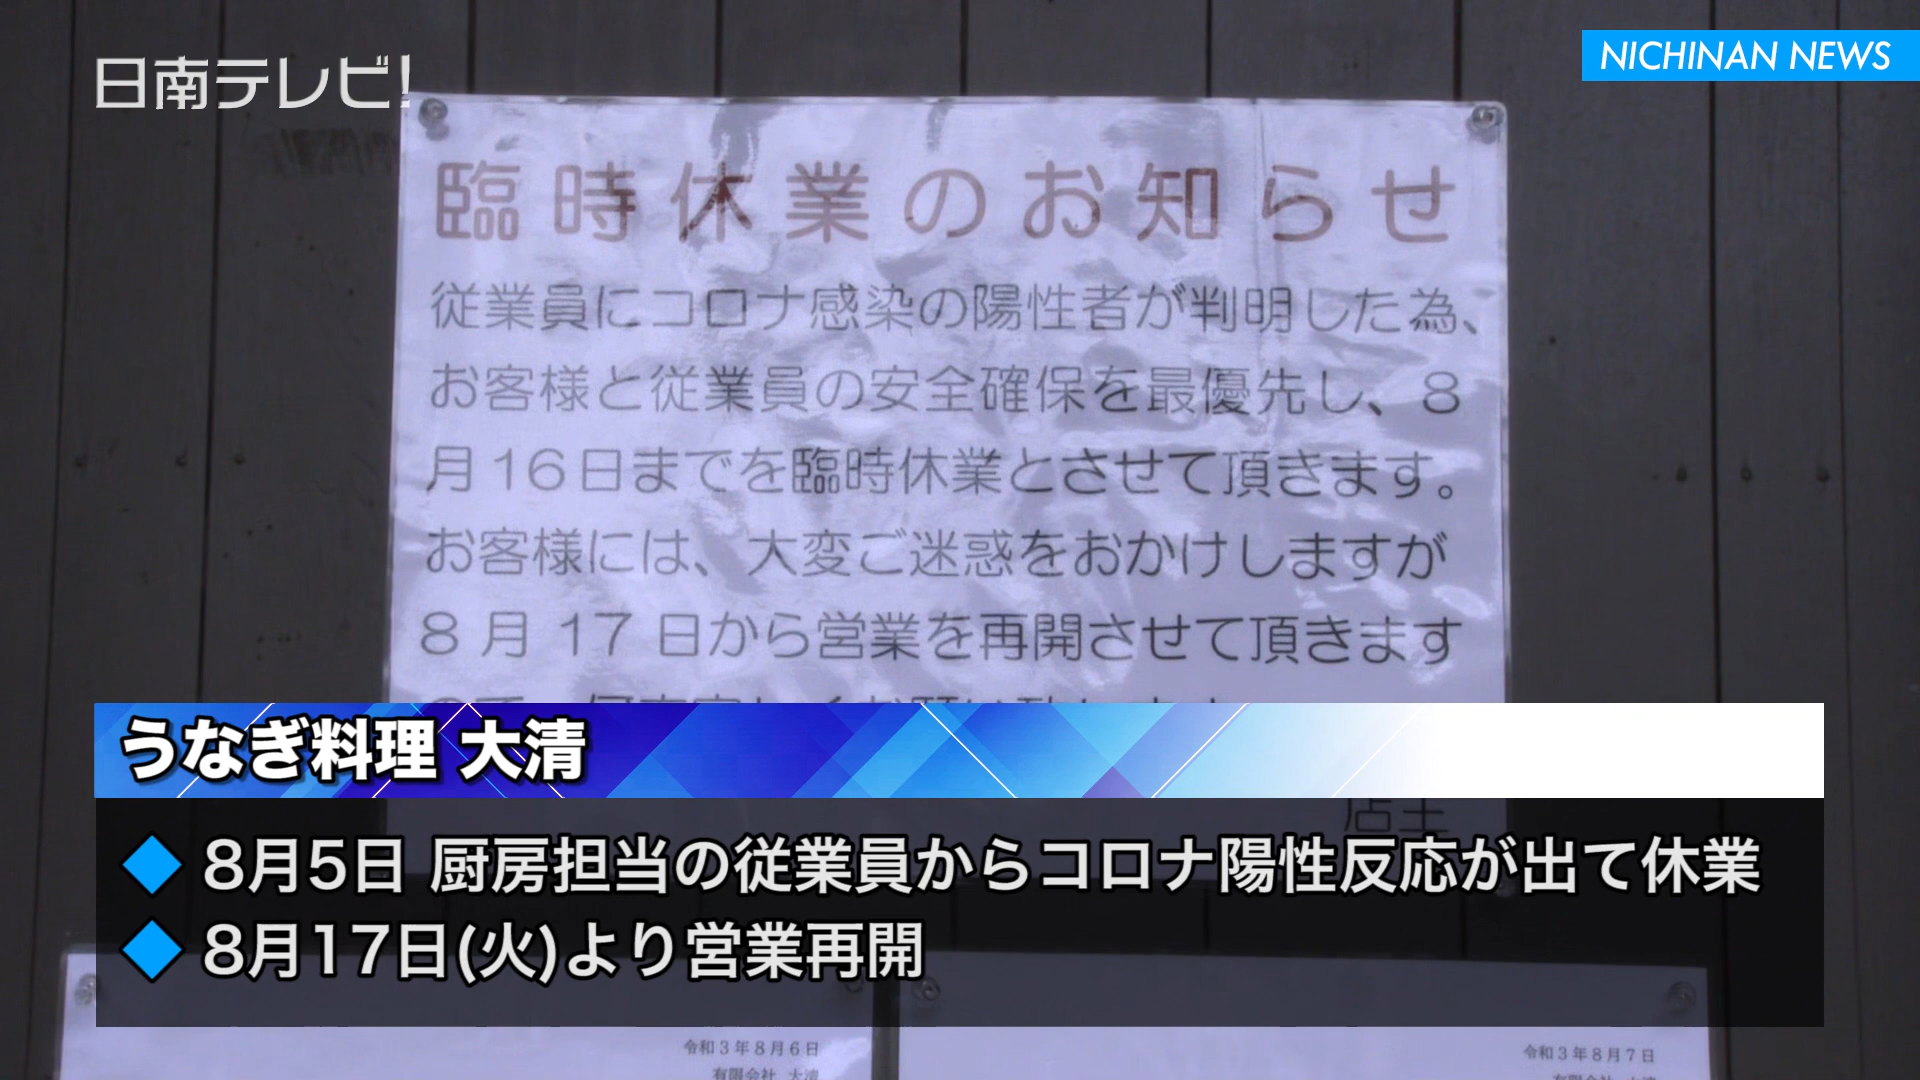 日南テレビ!
NICHINAN NEWS
臨時休業のお知らせ
従業員にコロナ感染の陽性者が判明した為、
お客様と従業員の安全確保を最優先し、8
月16日までを臨時休業とさせて頂きます。
お客様には、大変ご迷惑をおかけしますが
8月17日から営業を再開させて頂きます
店主
うなぎ料理 大清
8月5日 厨房担当の従業員からコロナ陽性反応が出て休業
8月17日(火)より営業再開
令和3年8月6日
有限会社 大清
令和3年8月7日